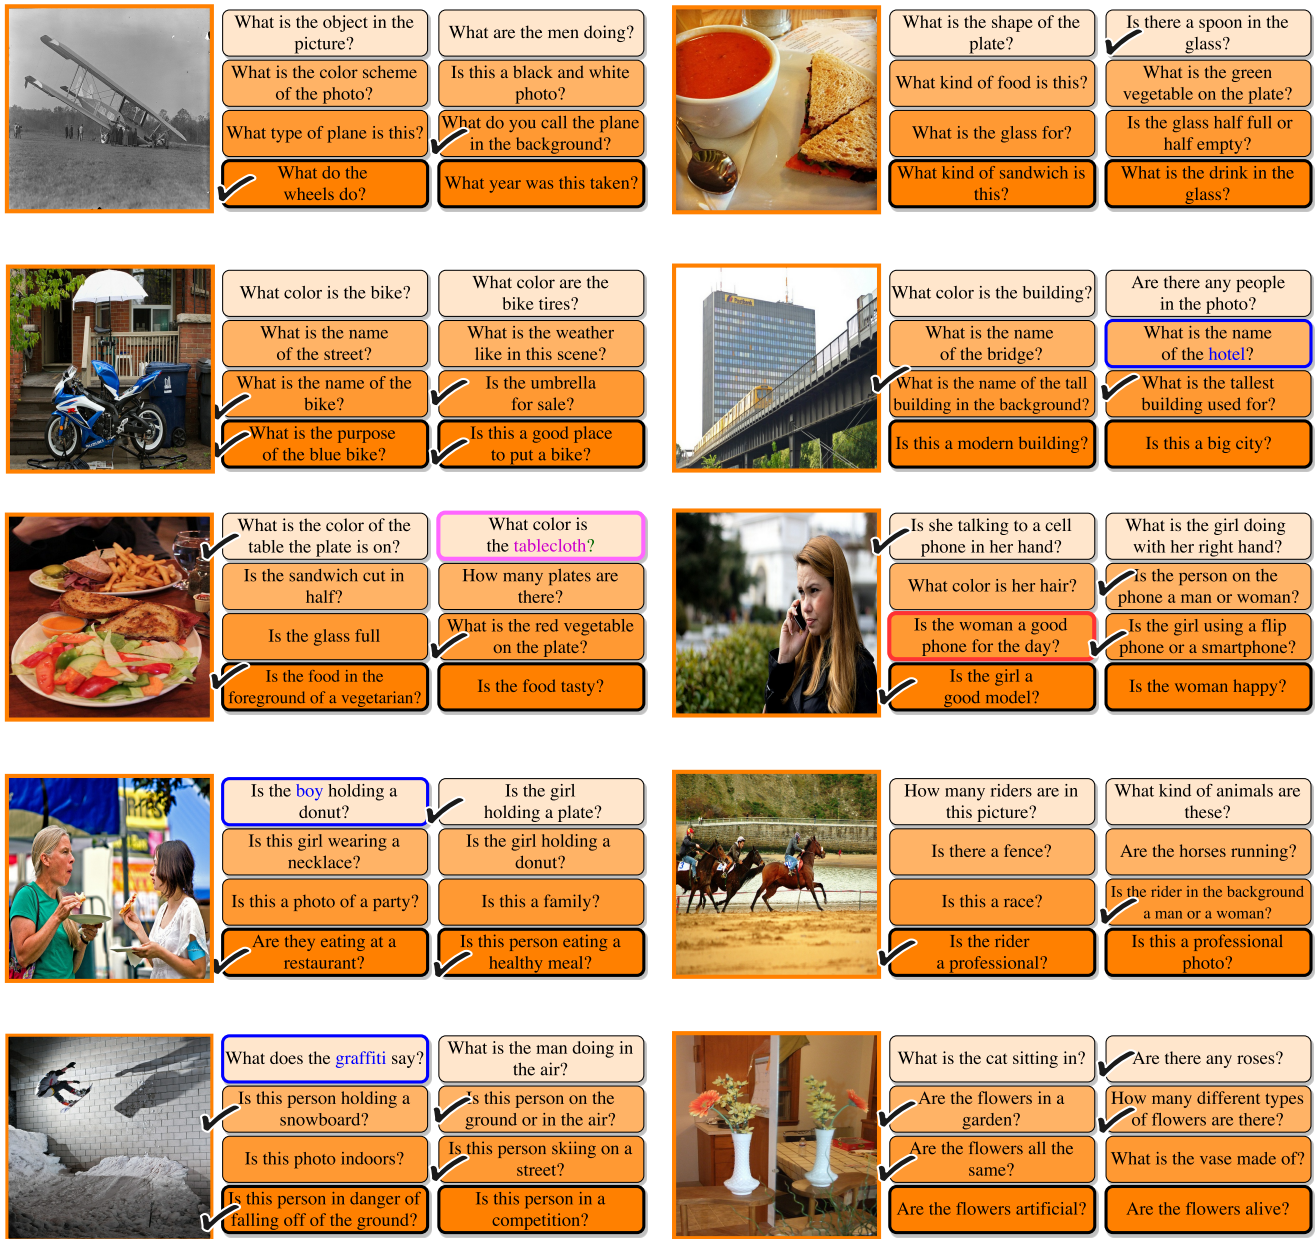 What is the object in the
picture?
What are the men doing?
What is the color scheme
of the photo?
Is this a black and white
photo?
What type of plane is this?
What do you call the plane
in the background?
What do the
wheels do?
What year was this taken?
What is the shape of the
plate?
Is there a spoon in the
glass?
What kind of food is this?
What is the green
vegetable on the plate?
What is the glass for?
Is the glass half full or
half empty?
What kind of sandwich is
this?
What is the drink in the
glass?
What color is the bike?
What color are the
bike tires?
What is the name
of the street?
What is the weather
like in this scene?
What is the name of the
bike?
Is the umbrella
for sale?
What is the purpose
of the blue bike?
Is this a good place
to put a bike?
What color is the building?
Are there any people
in the photo?
What is the name
of the bridge?
What is the name
of the hotel?
What is the name of the tall
building in the background?
What is the tallest
building used for?
Is this a modern building?
Is this a big city?
What is the color of the
table the plate is on?
What color is
the tablecloth?
Is the sandwich cut in
half?
How many plates are
there?
Is the glass full
What is the red vegetable
on the plate?
Is the food in the
foreground of a vegetarian?
Is the food tasty?
Is she talking to a cell
phone in her hand?
What is the girl doing
with her right hand?
What color is her hair?
Is the person on the
phone a man or woman?
Is the woman a good
phone for the day?
Is the girl using a flip
phone or a smartphone?
Is the girl a
good model?
Is the woman happy?
Is the boy holding a
donut?
Is the girl
holding a plate?
Is this girl wearing a
necklace?
Is the girl holding a
donut?
Is this a photo of a party?
Is this a family?
Are they eating at a
restaurant?
Is this person eating a
healthy meal?
How many riders are in
this picture?
What kind of animals are
these?
Is there a fence?
Are the horses running?
Is this a race?
Is the rider in the background
a man or a woman?
Is the rider
a professional?
Is this a professional
photo?
What does the graffiti say?
What is the man doing in
the air?
Is this person holding a
snowboard?
Is this person on the
ground or in the air?
Is this photo indoors?
Is this person skiing on a
street?
Is this person in danger of
falling off of the ground?
Is this person in a
competition?
What is the cat sitting in?
Are there any roses?
Are the flowers in a
garden?
How many different types
of flowers are there?
Are the flowers all the
same?
What is the vase made of?
Are the flowers artificial?
Are the flowers alive?